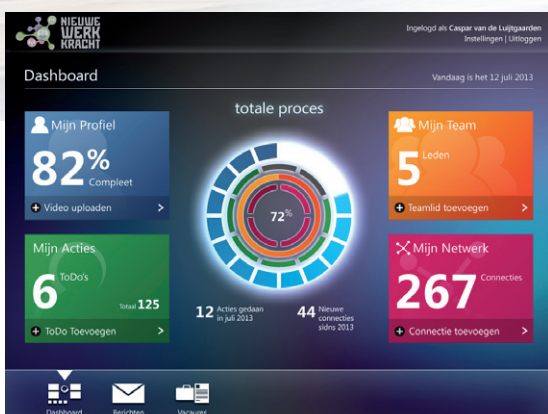 NIEUWE
WERK
KRACHT
Ingelogd als Caspar van de Luijtgaarden
Instellingen | Uitloggen
Dashboard
Vandaag is het 12 juli 2013
totale proces
Mijn Profiel
82%
Compleet
Video uploaden >
Mijn Team
5 Leden
Teamlid toevoegen >
72%
Mijn Acties
6 ToDo's
Totaal 125
ToDo Toevoegen >
Mijn Netwerk
267 Connecties
Connectie toevoegen >
12 Acties gedaan
in juli 2013
44 Nieuwe
connecties
sidns 2013
Dashboard Berichten Vacaures